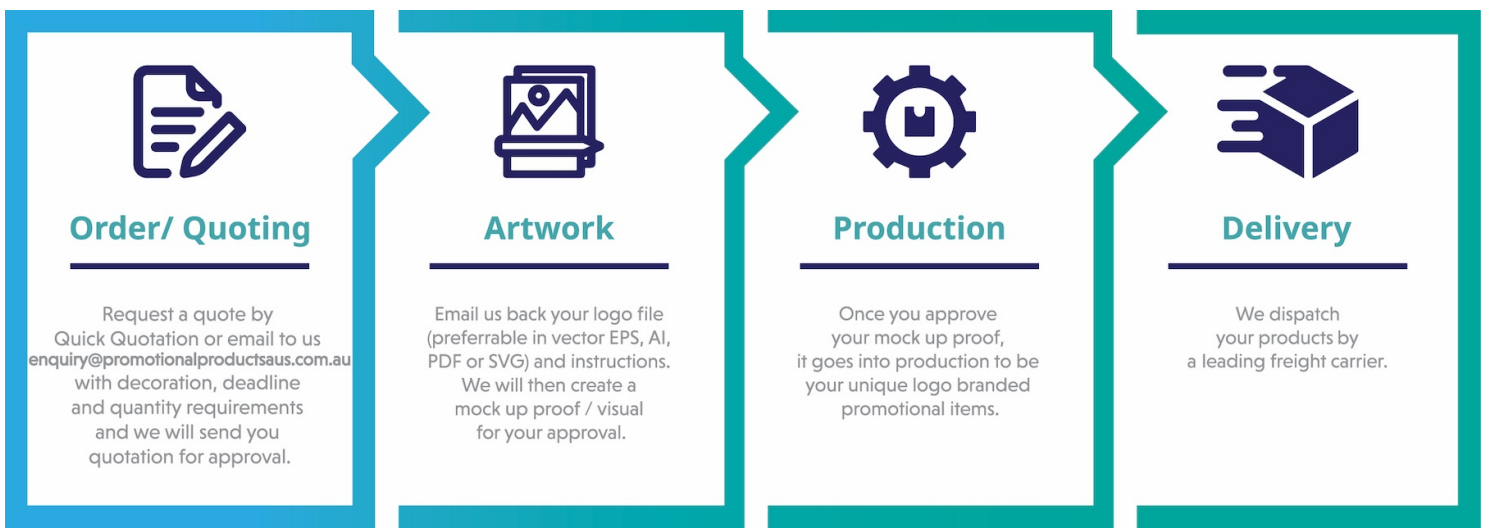 Order/ Quoting
Request a quote by
Quick Quotation or email to us
enquiry@promotionalproductsaus.com.au
with decoration, deadline
and quantity requirements
and we will send you
quotation for approval.
Artwork
Email us back your logo file
(preferrable in vector EPS, AI,
PDF or SVG) and instructions.
We will then create a
mock up proof / visual
for your approval.
Production
Once you approve
your mock up proof,
it goes into production to be
your unique logo branded
promotional items.
Delivery
We dispatch
your products by
a leading freight carrier.